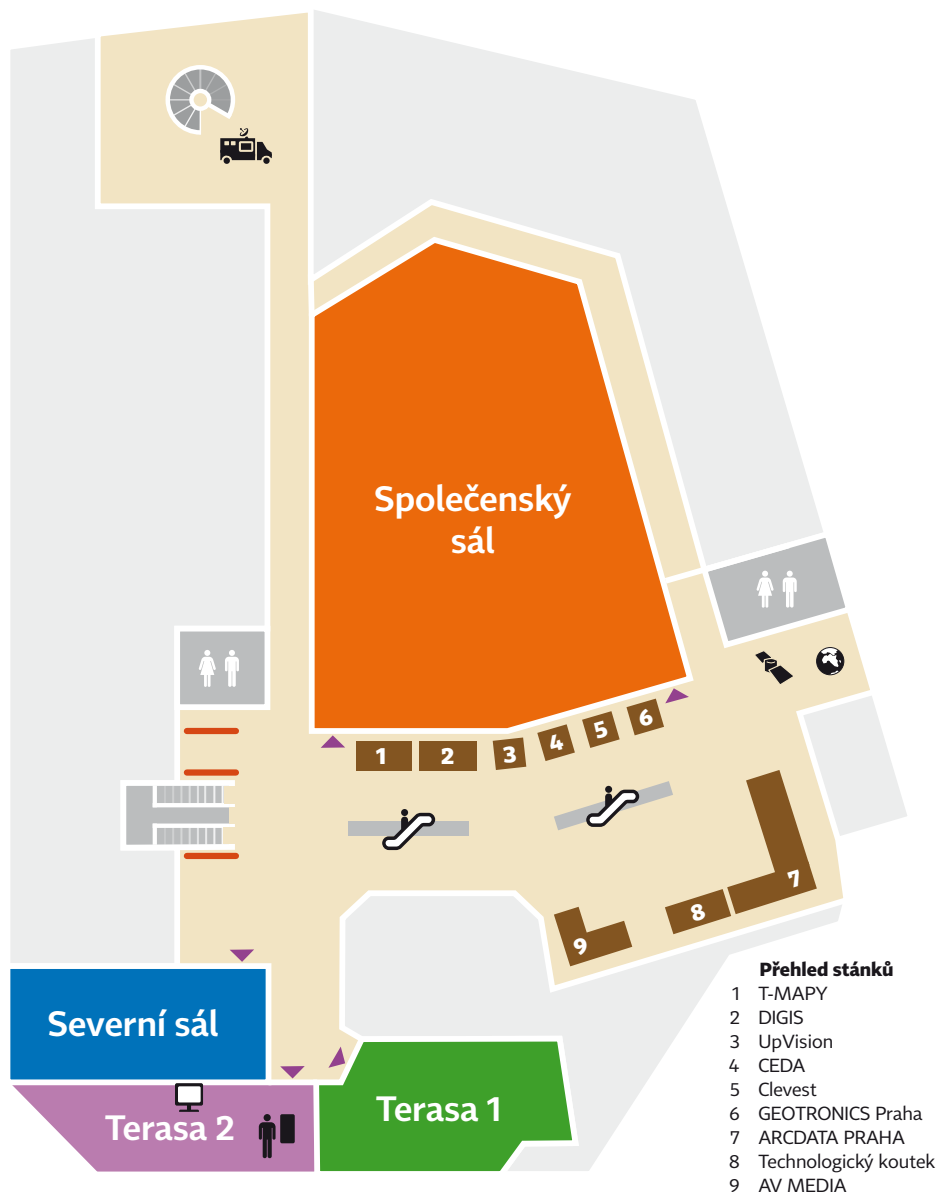 Společenský
sál
1
2
3
4
5
6
7
8
9
Severní sál
Terasa 1
Terasa 2
Přehled stánků
1 T-MAPY
2 DIGIS
3 UpVision
4 CEDA
5 Clevest
6 GEOTRONICS Praha
7 ARCDATA PRAHA
8 Technologický koutek
9 AV MEDIA